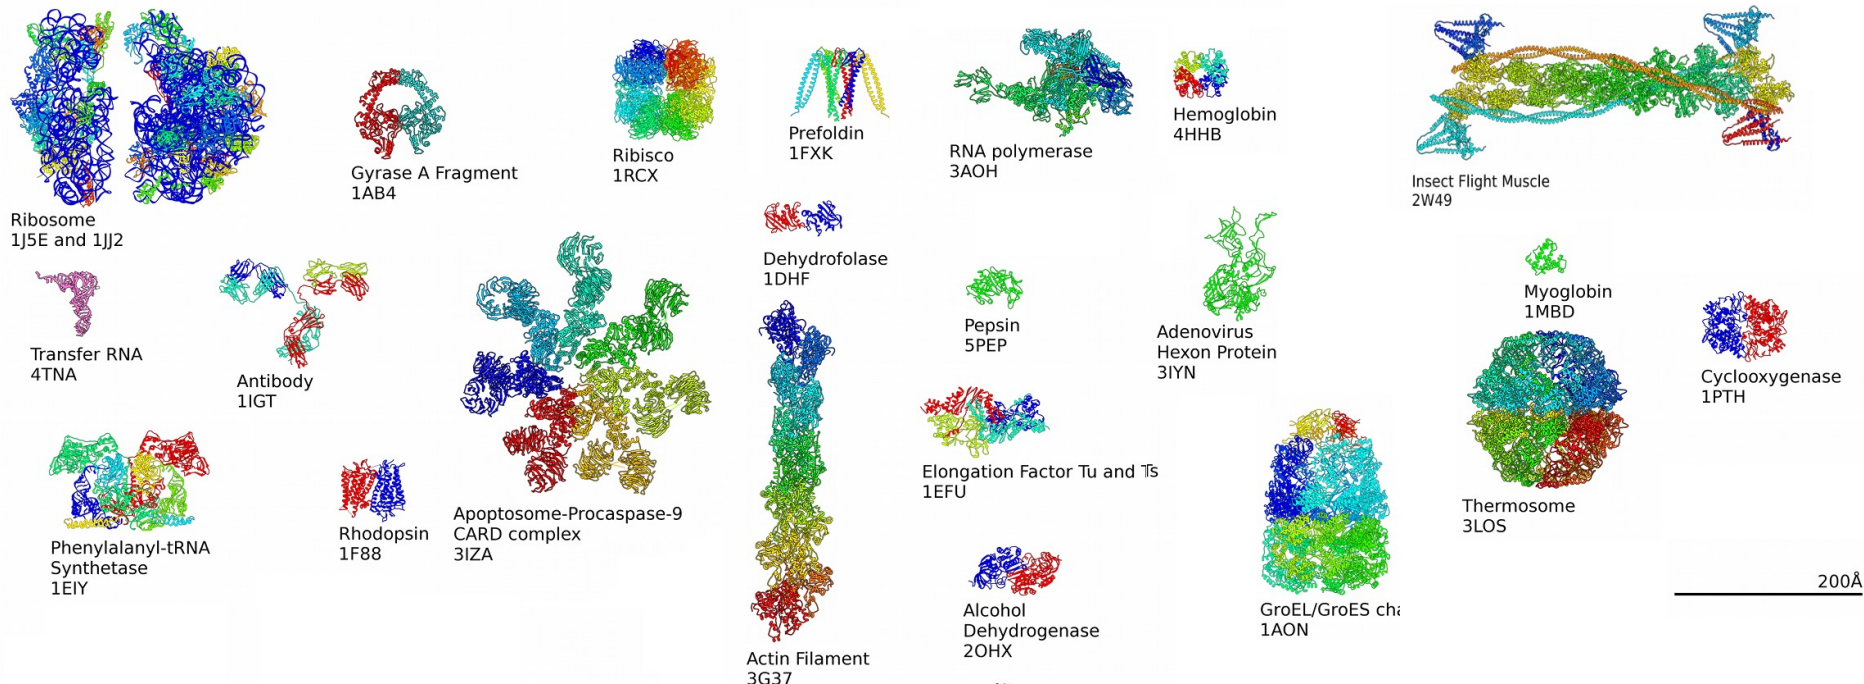 Ribosome
1J5E and 1JJ2
Gyrase A Fragment
1AB4
Ribisco
1RCX
Prefoldin
1FXK
RNA polymerase
3AOH
Hemoglobin
4HHB
Insect Flight Muscle
2W49
Dehydrofolase
1DHF
Transfer RNA
4TNA
Antibody
1IGT
Pepsin
5PEP
Adenovirus
Hexon Protein
3IYN
Myoglobin
1MBD
Cyclooxygenase
1PTH
Phenylalanyl-tRNA
Synthetase
1EIY
Rhodopsin
1F88
Apoptosome-Procaspase-9
CARD complex
3IZA
Elongation Factor Tu and Ts
1EFU
Thermosome
3LOS
200Å
Alcohol
Dehydrogenase
2OHX
GroEL/GroES cha
1AON
Actin Filament
3G37